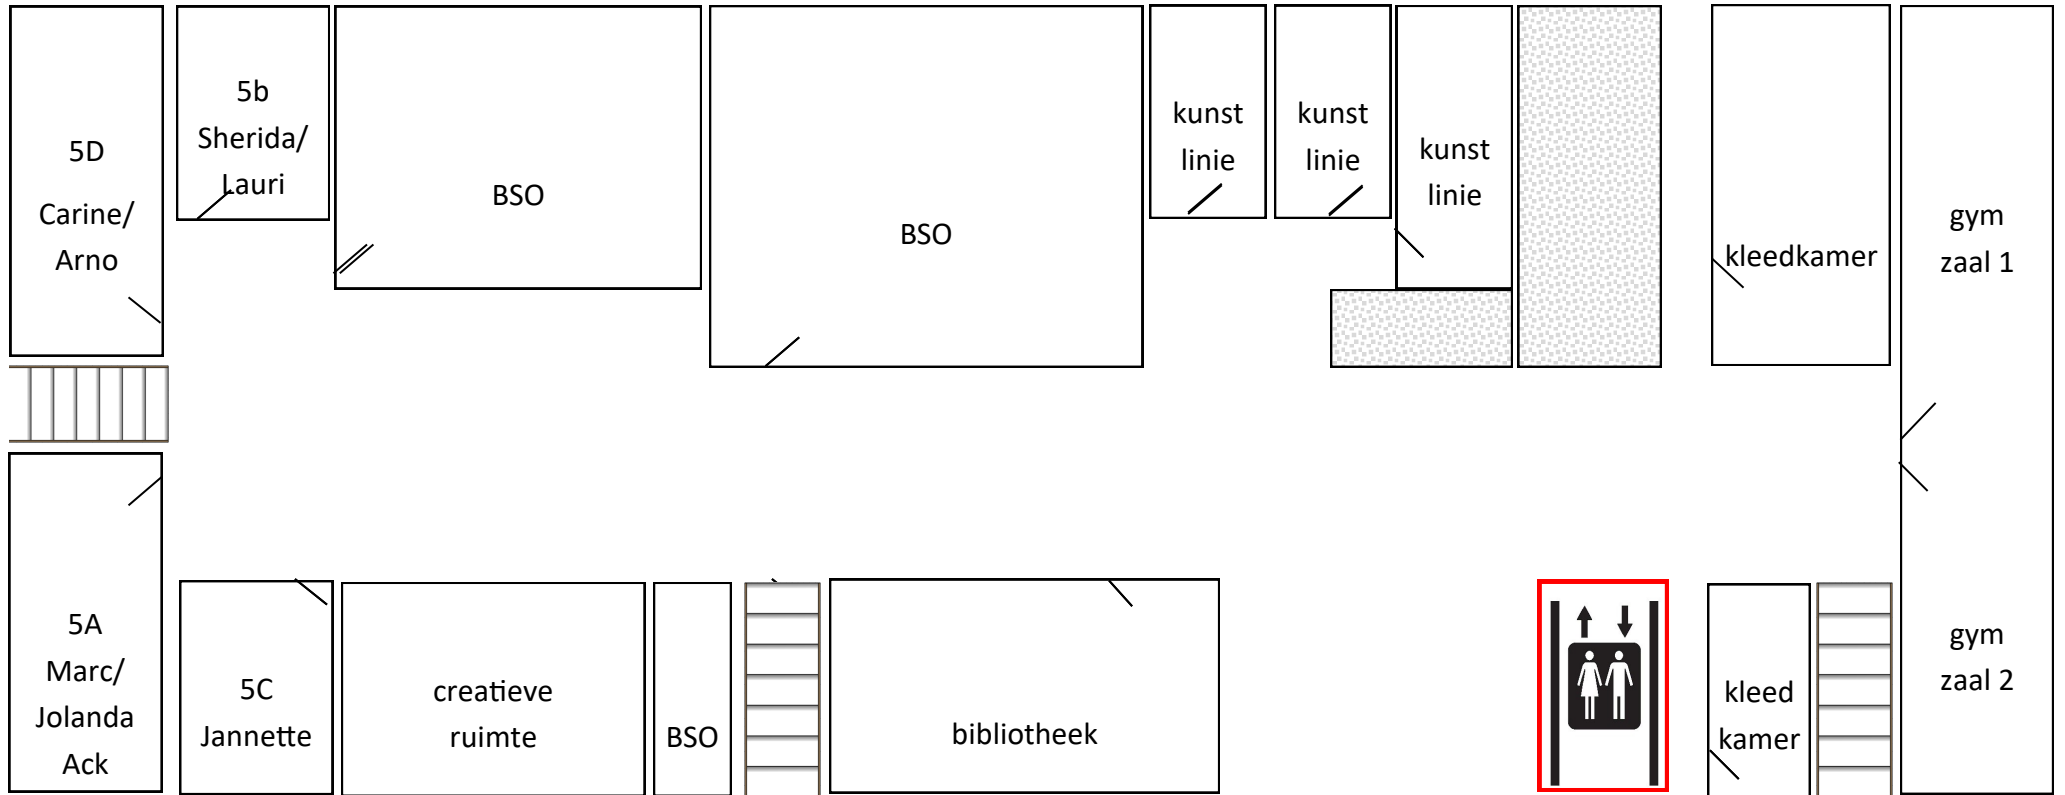 5D
Carine/
Arno
5b
Sherida/
Lauri
BSO
BSO
kunst
linie
kunst
linie
kunst
linie
kleedkamer
gym
zaal 1
5A
Marc/
Jolanda
Ack
5C
Jannette
creatieve
ruimte
BSO
bibliotheek
kleed
kamer
gym
zaal 2